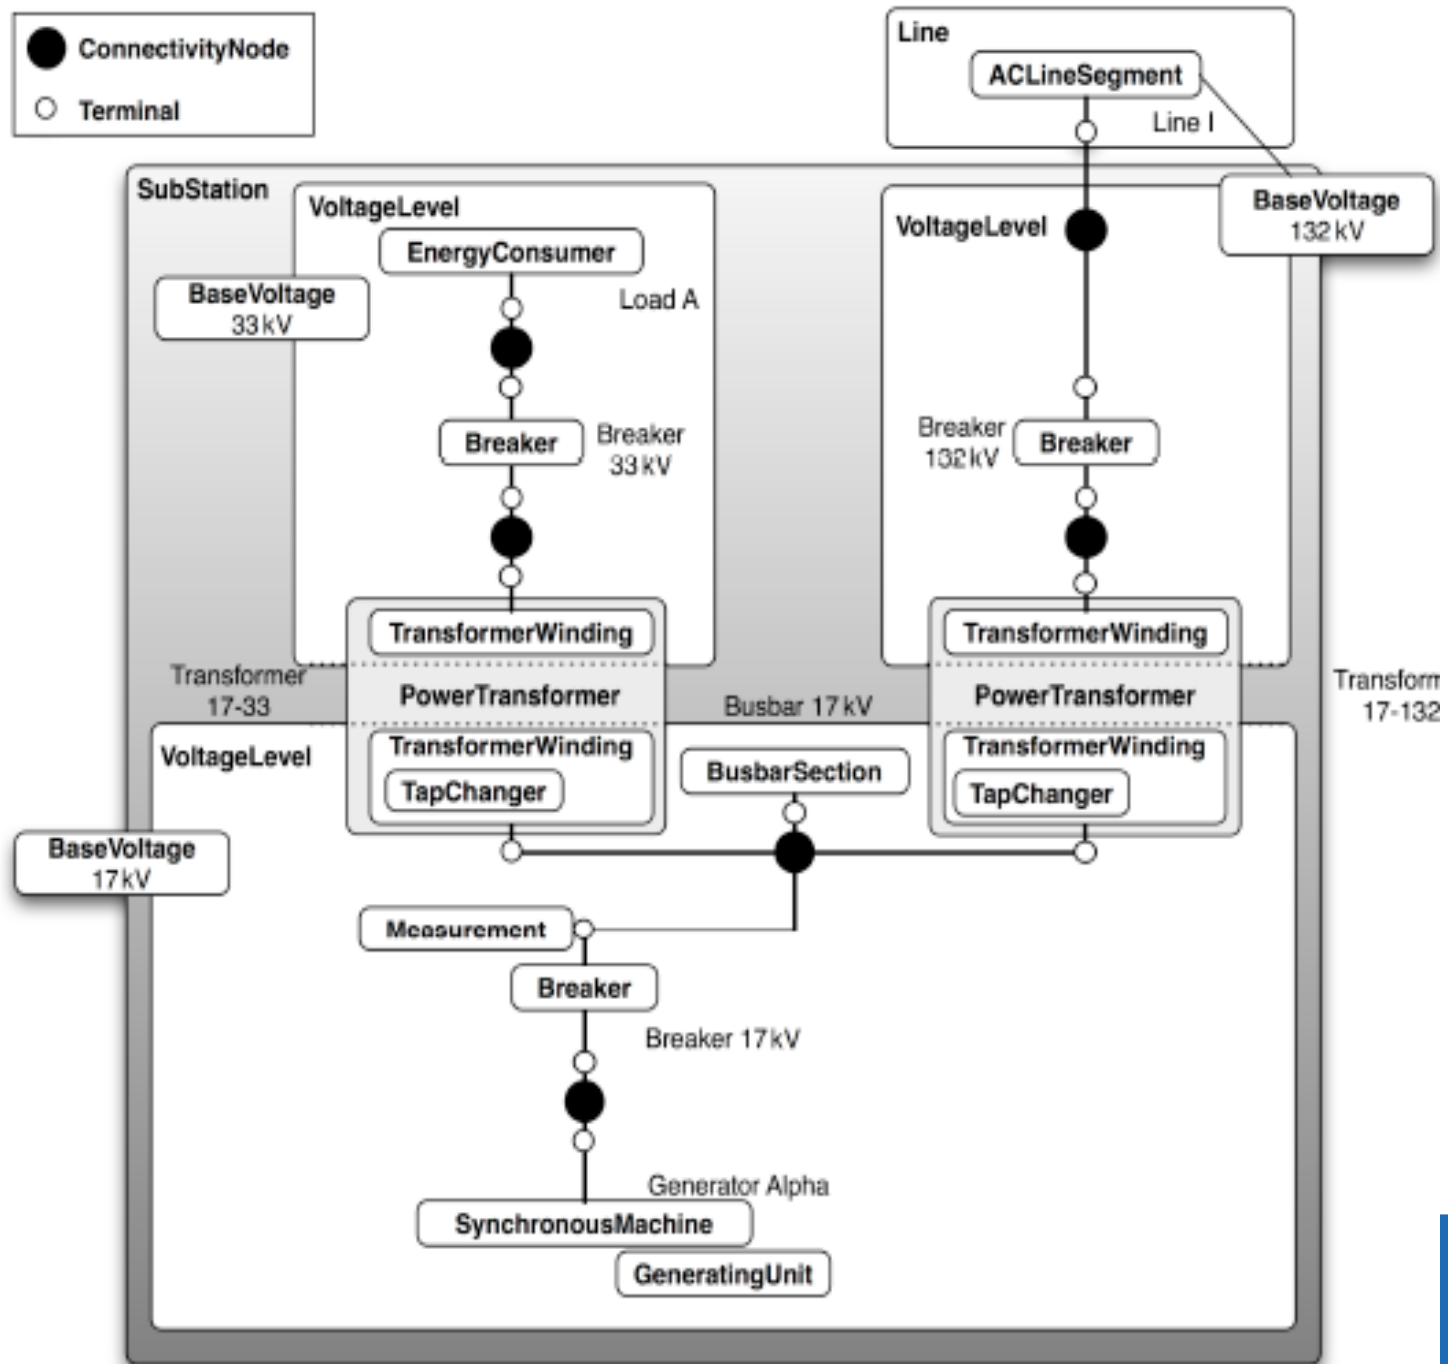 ConnectivityNode
Terminal
Line
ACLineSegment
Line I
SubStation
VoltageLevel
EnergyConsumer
Load A
BaseVoltage
33 kV
Breaker
Breaker
33 kV
TransformerWinding
Transformer
17-33
PowerTransformer
TransformerWinding
TapChanger
VoltageLevel
BaseVoltage
132 kV
Breaker
132 kV
Breaker
TransformerWinding
PowerTransformer
Transform
17-132
TransformerWinding
TapChanger
Busbar 17 kV
BusbarSection
VoltageLevel
BaseVoltage
17 kV
Measurement
Breaker
Breaker 17 kV
Generator Alpha
SynchronousMachine
GeneratingUnit